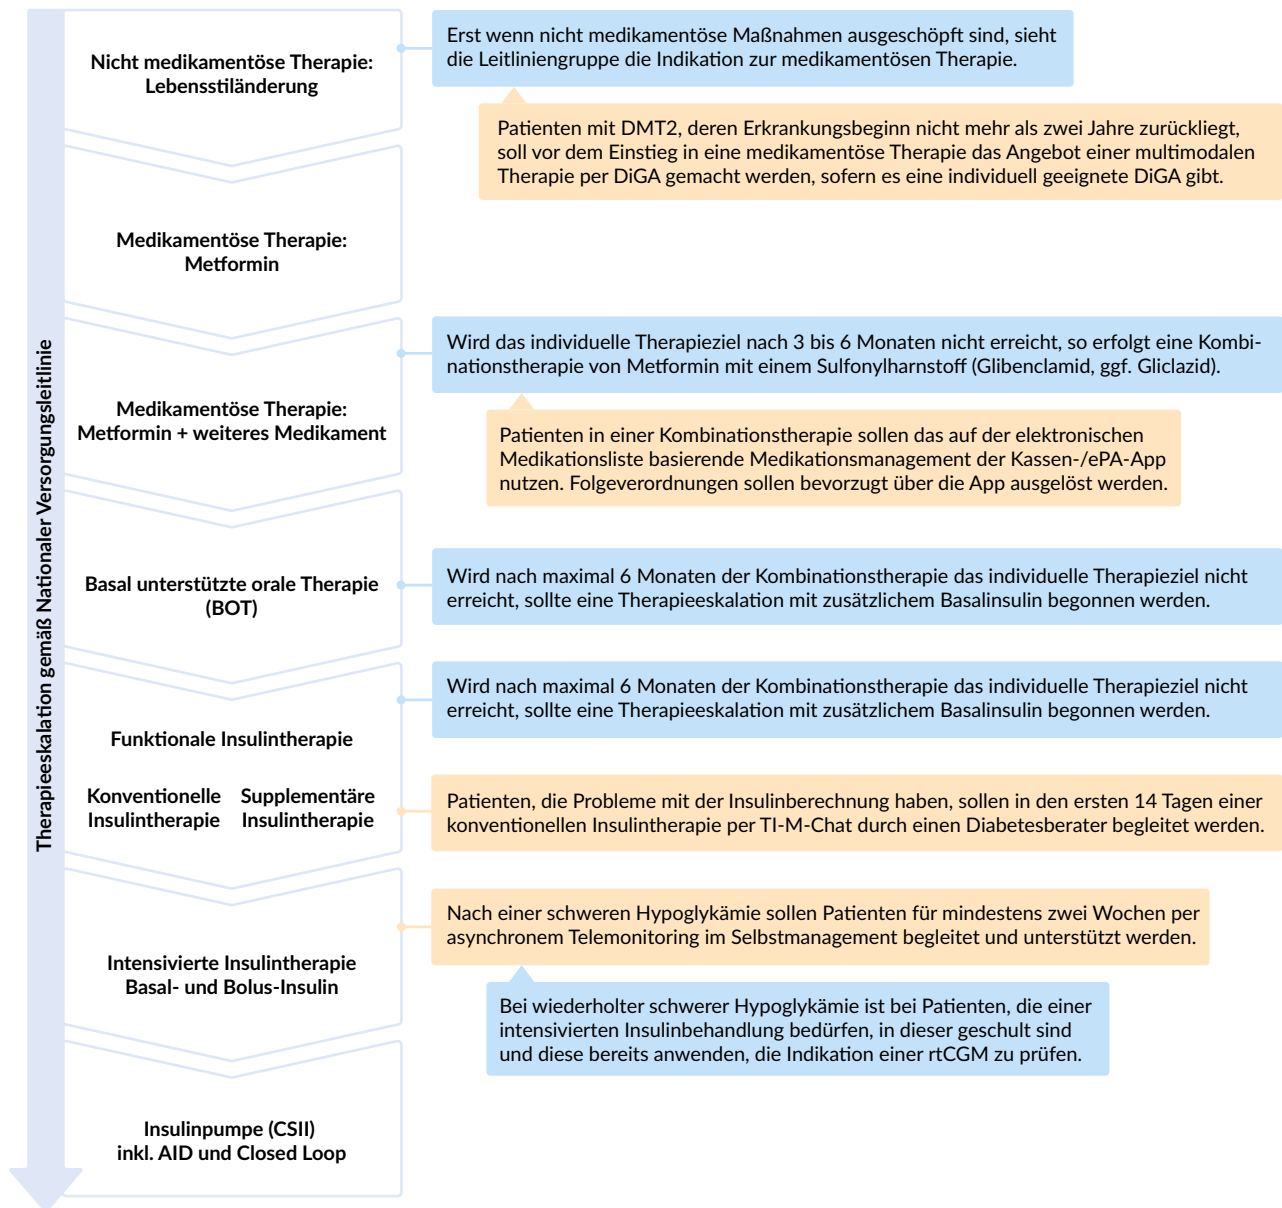 Therapieeskalation gemäß Nationaler Versorgungsleitlinie
Nicht medikamentöse Therapie:
Lebensstiländerung
Erst wenn nicht medikamentöse Maßnahmen ausgeschöpft sind, sieht
die Leitliniengruppe die Indikation zur medikamentösen Therapie.
Patienten mit DMT2, deren Erkrankungsbeginn nicht mehr als zwei Jahre zurückliegt,
soll vor dem Einstieg in eine medikamentöse Therapie das Angebot einer multimodalen
Therapie per DiGA gemacht werden, sofern es eine individuell geeignete DiGA gibt.
Medikamentöse Therapie:
Metformin
Medikamentöse Therapie:
Metformin + weiteres Medikament
Wird das individuelle Therapieziel nach 3 bis 6 Monaten nicht erreicht, so erfolgt eine Kombi-
nationstherapie von Metformin mit einem Sulfonylharnstoff (Glibenclamid, ggf. Gliclazid).
Patienten in einer Kombinationstherapie sollen das auf der elektronischen
Medikationsliste basierende Medikationsmanagement der Kassen-/ePA-App
nutzen. Folgeverordnungen sollen bevorzugt über die App ausgelöst werden.
Basal unterstützte orale Therapie
(BOT)
Wird nach maximal 6 Monaten der Kombinationstherapie das individuelle Therapieziel nicht
erreicht, sollte eine Therapieeskalation mit zusätzlichem Basalinsulin begonnen werden.
Funktionale Insulintherapie
Wird nach maximal 6 Monaten der Kombinationstherapie das individuelle Therapieziel nicht
erreicht, sollte eine Therapieeskalation mit zusätzlichem Basalinsulin begonnen werden.
Konventionelle
Insulintherapie
Supplementäre
Insulintherapie
Patienten, die Probleme mit der Insulinberechnung haben, sollen in den ersten 14 Tagen einer
konventionellen Insulintherapie per TI-M-Chat durch einen Diabetesberater begleitet werden.
Intensivierte Insulintherapie
Basal- und Bolus-Insulin
Nach einer schweren Hypoglykämie sollen Patienten für mindestens zwei Wochen per
asynchronem Telemonitoring im Selbstmanagement begleitet und unterstützt werden.
Bei wiederholter schwerer Hypoglykämie ist bei Patienten, die einer
intensivierten Insulinbehandlung bedürfen, in dieser geschult sind
und diese bereits anwenden, die Indikation einer rtCGM zu prüfen.
Insulinpumpe (CSII)
inkl. AID und Closed Loop